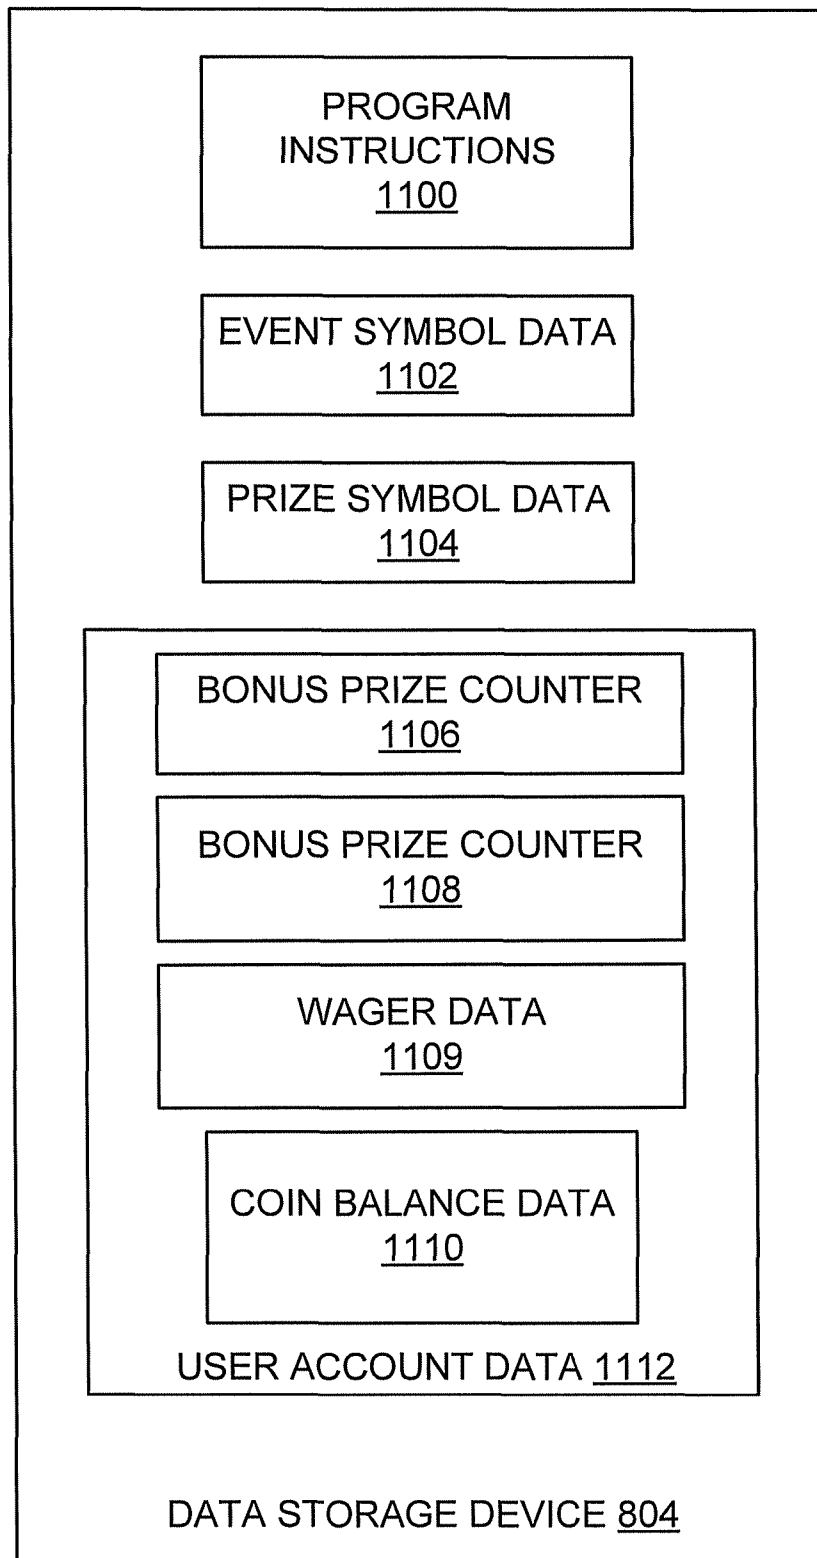 PROGRAM
INSTRUCTIONS
1100
EVENT SYMBOL DATA
1102
PRIZE SYMBOL DATA
1104
BONUS PRIZE COUNTER
1106
BONUS PRIZE COUNTER
1108
WAGER DATA
1109
COIN BALANCE DATA
1110
USER ACCOUNT DATA 1112
DATA STORAGE DEVICE 804